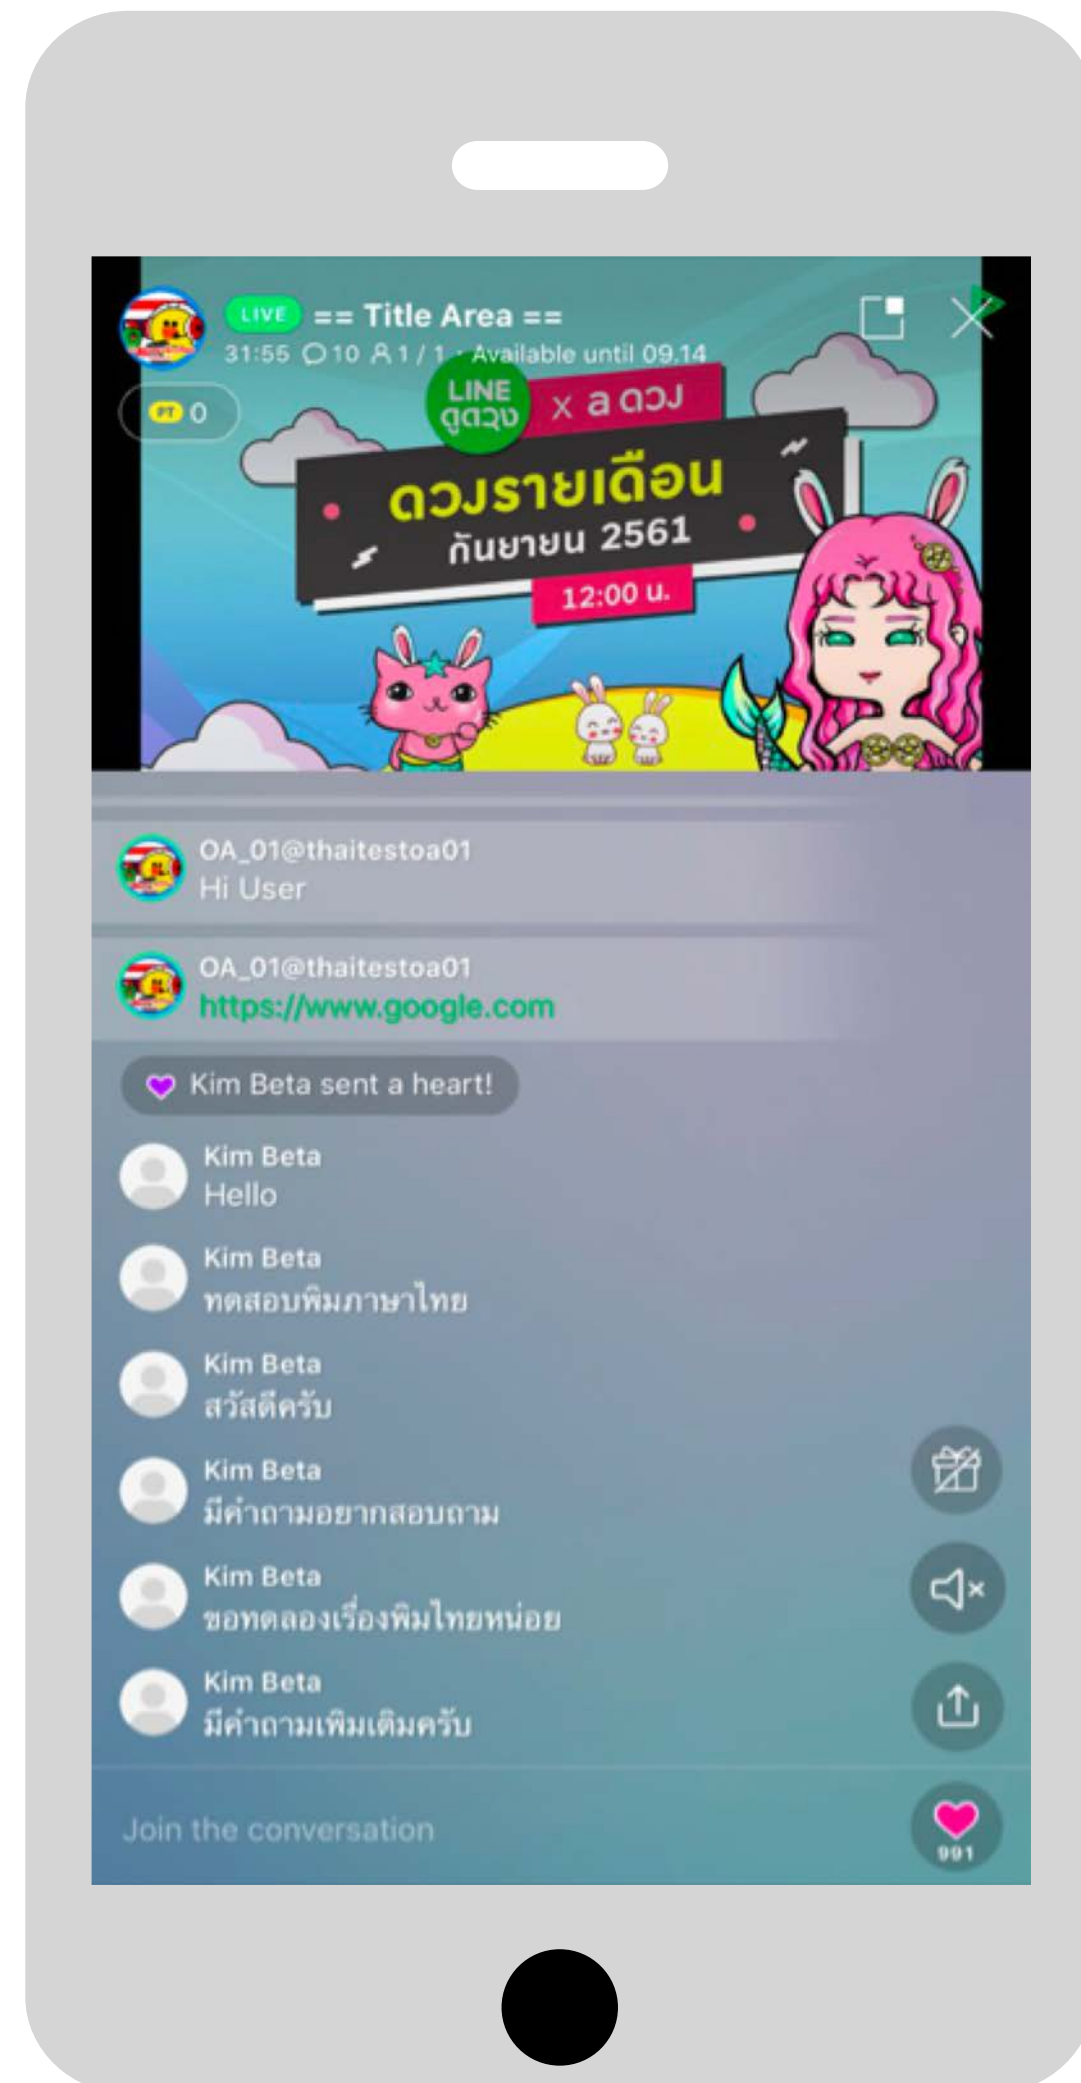 LIVE == Title Area ==
31:55 10 1 / 1 · Available until 09.14
PT 0
LINE ดูดวง x a ดวง
ดวงรายเดือน
กันยายน 2561
12:00 น.
OA_01@thaitestoa01
Hi User
OA_01@thaitestoa01
https://www.google.com
Kim Beta sent a heart!
Kim Beta
Hello
Kim Beta
ทดสอบพิมภาษาไทย
Kim Beta
สวัสดีครับ
Kim Beta
มีคำถามอยากสอบถาม
Kim Beta
ขอทดลองเรื่องพิมไทยหน่อย
Kim Beta
มีคำถามเพิมเติมครับ
Join the conversation
991